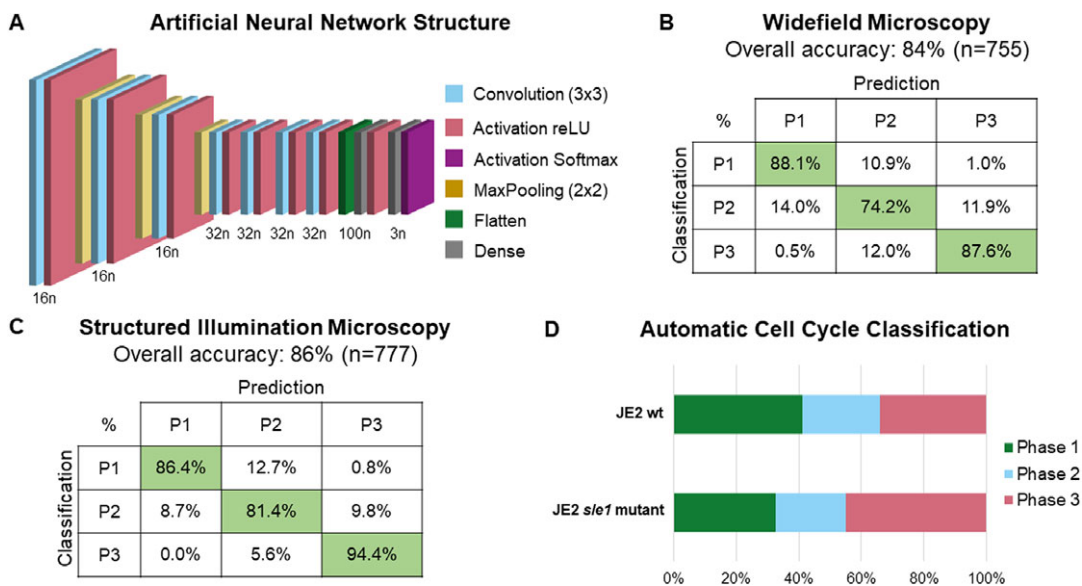 A
Artificial Neural Network Structure
Convolution (3x3)
Activation reLU
Activation Softmax
MaxPooling (2x2)
Flatten
Dense
16n
16n
16n
32n 32n 32n 32n 100n 3n
B
Widefield Microscopy
Overall accuracy: 84% (n=755)
Prediction
Classification
% P1 P2 P3
P1 88.1% 10.9% 1.0%
P2 14.0% 74.2% 11.9%
P3 0.5% 12.0% 87.6%
C
Structured Illumination Microscopy
Overall accuracy: 86% (n=777)
Prediction
Classification
% P1 P2 P3
P1 86.4% 12.7% 0.8%
P2 8.7% 81.4% 9.8%
P3 0.0% 5.6% 94.4%
D
Automatic Cell Cycle Classification
JE2 wt
JE2 sle1 mutant
0% 20% 40% 60% 80% 100%
Phase 1
Phase 2
Phase 3